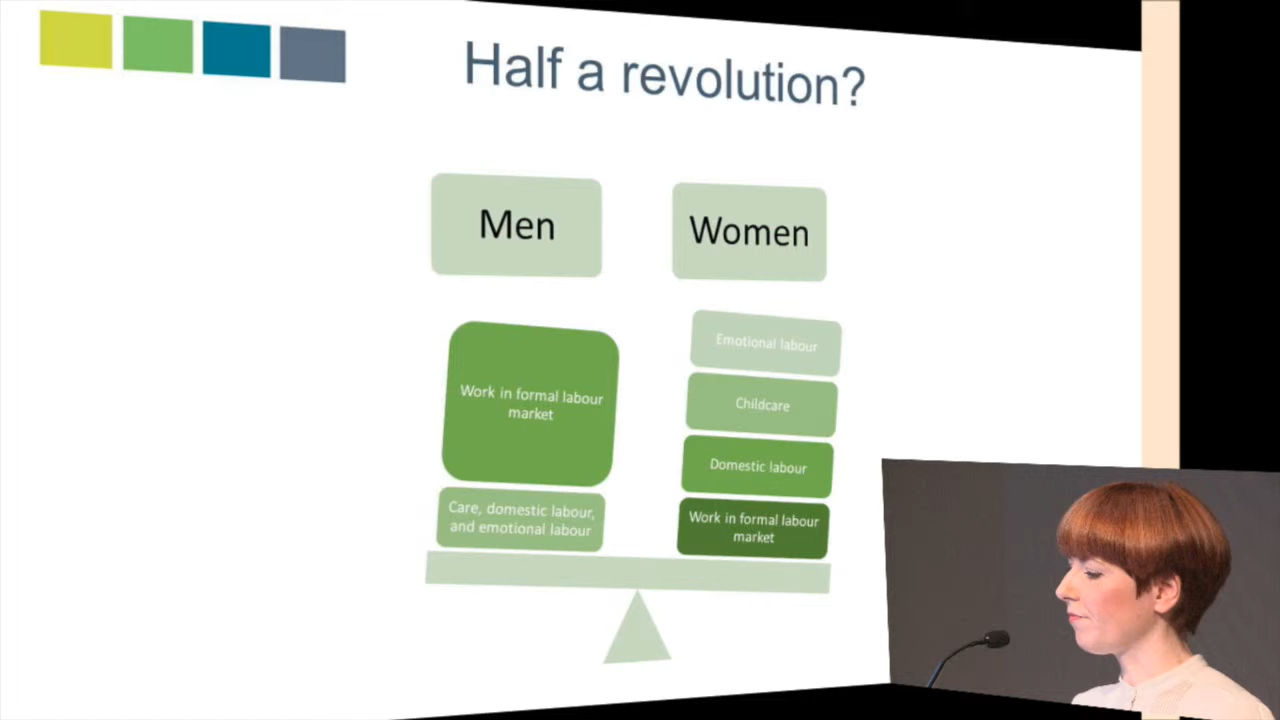 Half a revolution?
Men
Women
Work in formal labour
market
Care, domestic labour,
and emotional labour
Emotional labour
Childcare
Domestic labour
Work in formal labour
market